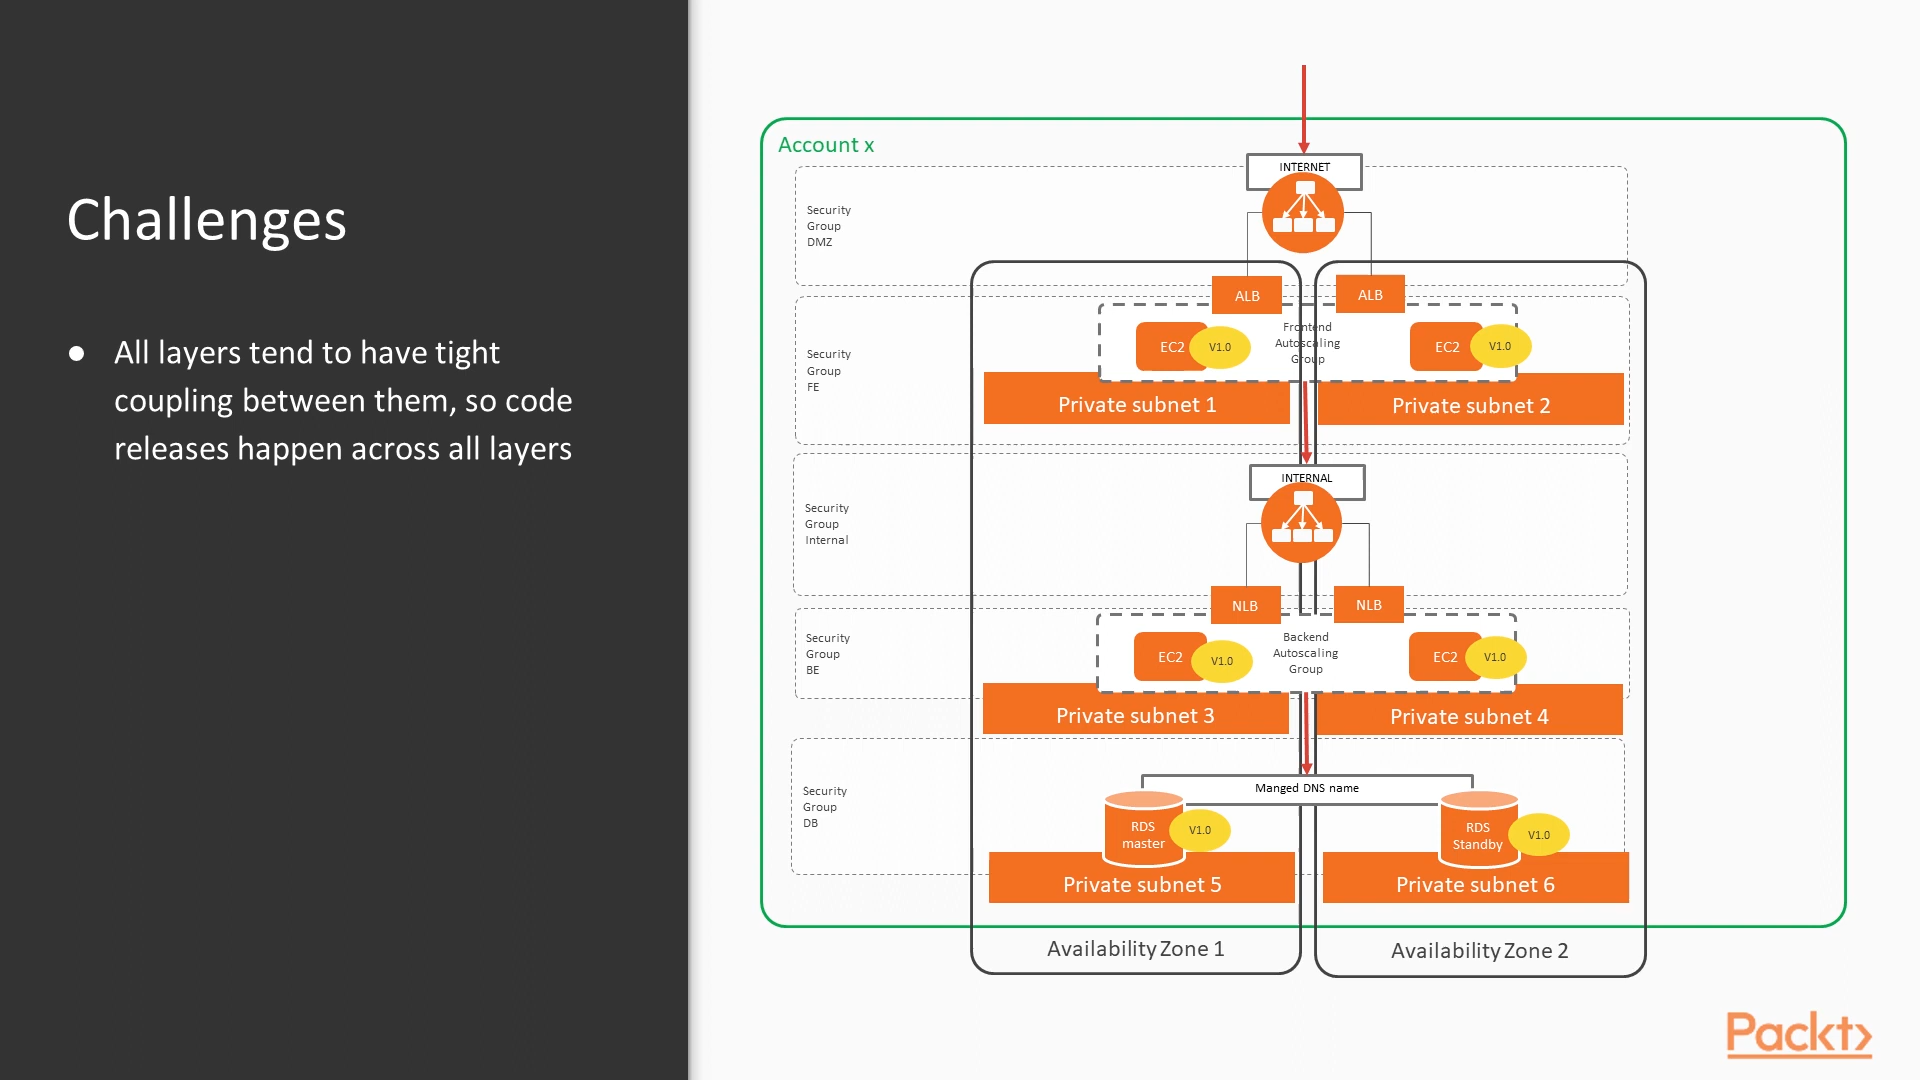 Challenges
● All layers tend to have tight
coupling between them, so code
releases happen across all layers
Account x
INTERNET
Security
Group
DMZ
ALB
ALB
Security
Group
FE
EC2
V1.0
Frontend
Autoscaling
Group
EC2
V1.0
Private subnet 1
Private subnet 2
INTERNAL
Security
Group
Internal
NLB
NLB
Security
Group
BE
EC2
V1.0
Backend
Autoscaling
Group
EC2
V1.0
Private subnet 3
Private subnet 4
Manged DNS name
Security
Group
DB
RDS
master
V1.0
RDS
Standby
V1.0
Private subnet 5
Private subnet 6
Availability Zone 1
Availability Zone 2
Packt>